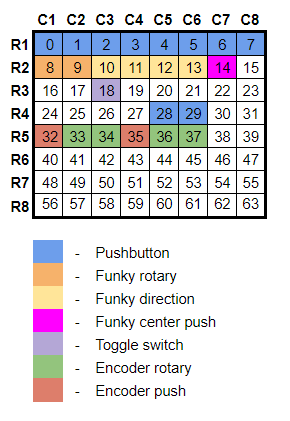 C1 C2 C3 C4 C5 C6 C7 C8
R1 0 1 2 3 4 5 6 7
R2 8 9 10 11 12 13 14 15
R3 16 17 18 19 20 21 22 23
R4 24 25 26 27 28 29 30 31
R5 32 33 34 35 36 37 38 39
R6 40 41 42 43 44 45 46 47
R7 48 49 50 51 52 53 54 55
R8 56 57 58 59 60 61 62 63
- Pushbutton
- Funky rotary
- Funky direction
- Funky center push
- Toggle switch
- Encoder rotary
- Encoder push